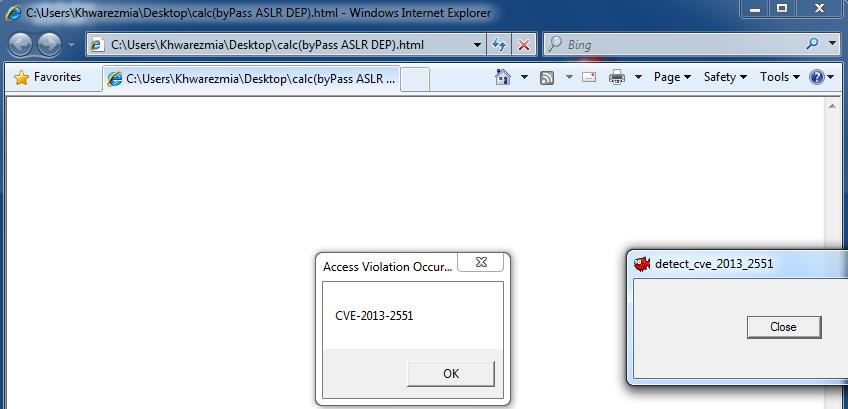 C:\Users\Khwarezmia\Desktop\calc(byPass ASLR DEP).html - Windows Internet Explorer
C:\Users\Khwarezmia\Desktop\calc(byPass ASLR DEP).html
Bing
Favorites
C:\Users\Khwarezmia\Desktop\calc(byPass ASLR ...
Page
Safety
Tools
Access Violation Occur...
CVE-2013-2551
OK
detect_cve_2013_2551
Close